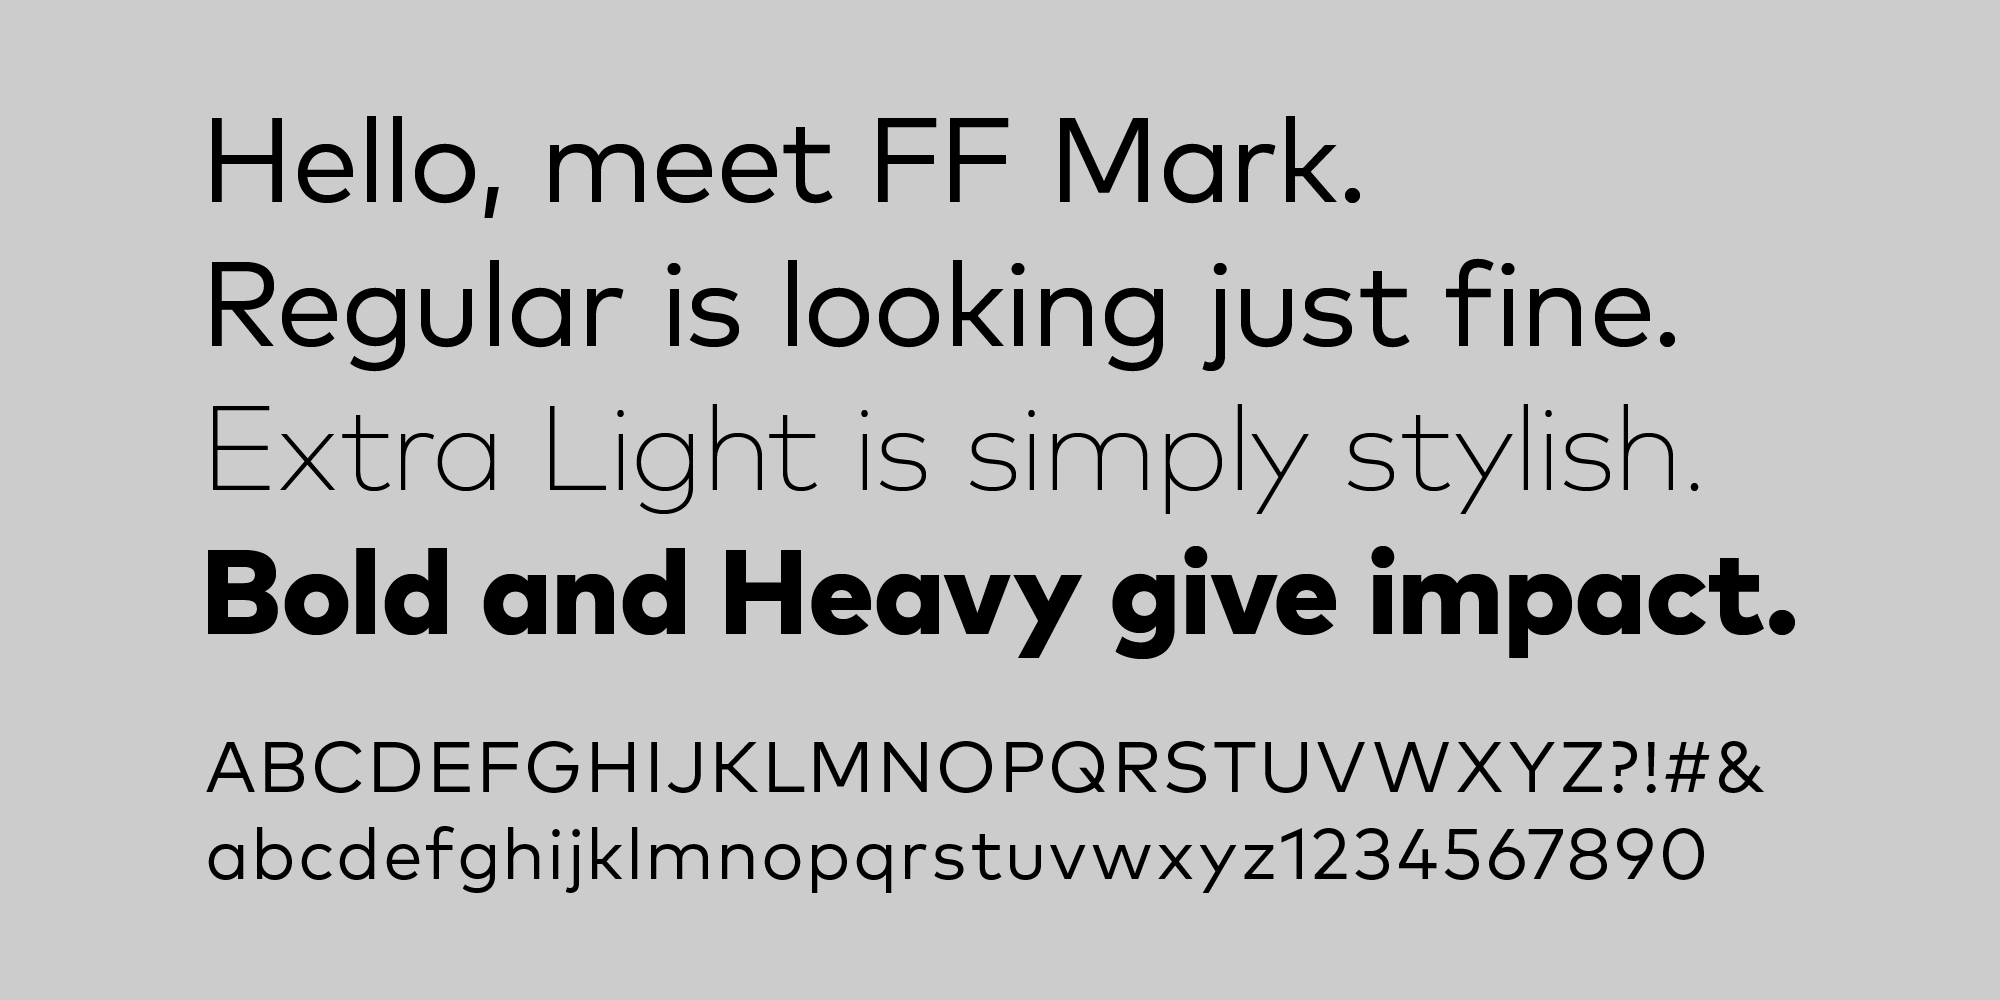 Hello, meet FF Mark.
Regular is looking just fine.
Extra Light is simply stylish.
Bold and Heavy give impact.
ABCDEFGHIJKLMNOPQRSTUVWXYZ?!#&
abcdefghijklmnopqrstuvwxyz1234567890